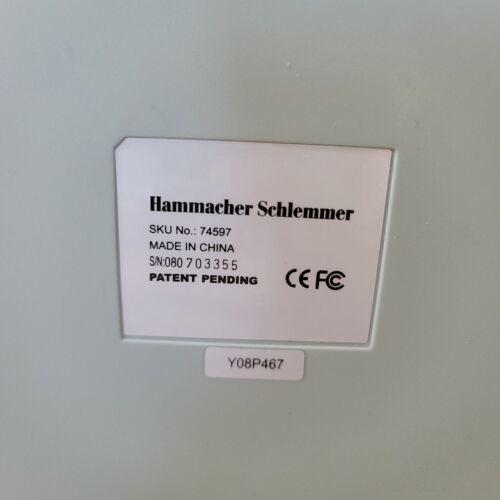 Hammacher Schlemmer
SKU No.: 74597
MADE IN CHINA
S/N:080 703355
PATENT PENDING
CE FC
Y08P467